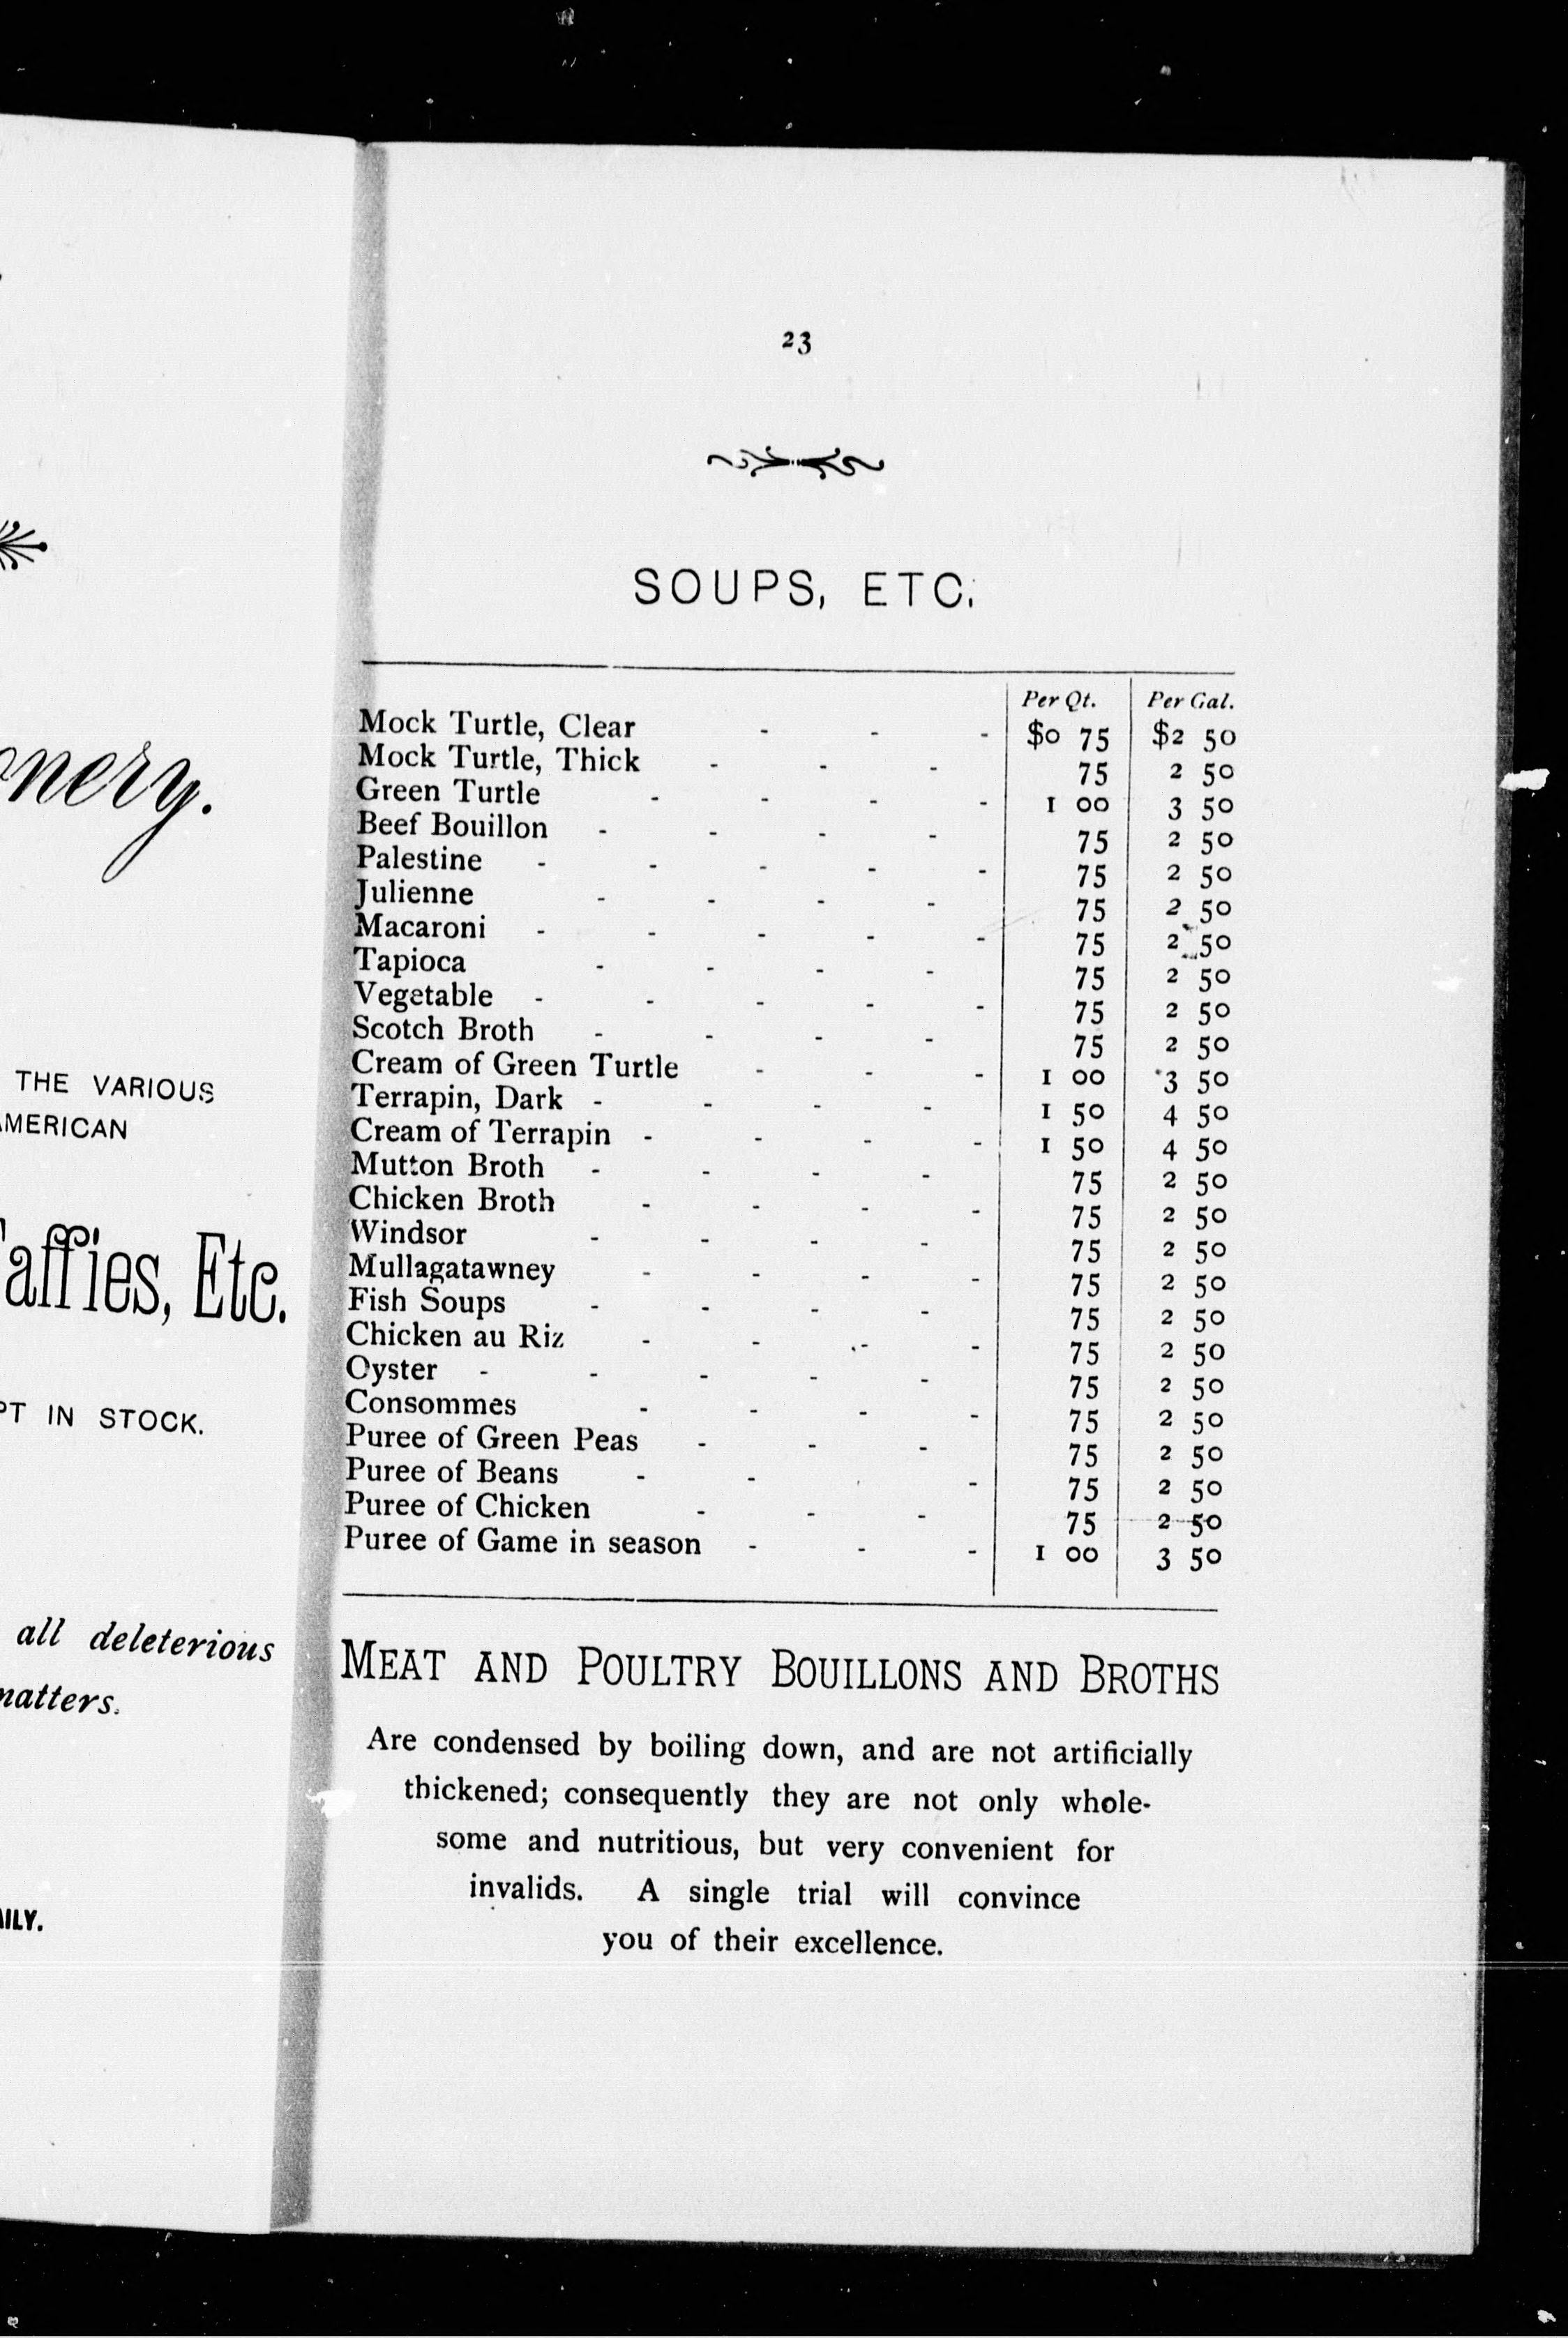 THE VARIOUS
AMERICAN
Etc.
IN STOCK.
all deleterious
matters.
23
SOUPS, ETC.
Per Qt. Per Gal.
Mock Turtle, Clear - - - $0 75 $2 50
Mock Turtle, Thick - - - 75 2 50
Green Turtle - - - - 1 00 3 50
Beef Bouillon - - - - 75 2 50
Palestine - - - - - 75 2 50
Julienne - - - - 75 2 50
Macaroni - - - - - 75 2 50
Tapioca - - - - 75 2 50
Vegetable - - - - - 75 2 50
Scotch Broth - - - - 75 2 50
Cream of Green Turtle - - - 1 00 3 50
Terrapin, Dark - - - - 1 50 4 50
Cream of Terrapin - - - - 1 50 4 50
Mutton Broth - - - - 75 2 50
Chicken Broth - - - - 75 2 50
Windsor - - - - 75 2 50
Mullagatawney - - - - 75 2 50
Fish Soups - - - - 75 2 50
Chicken au Riz - - - - 75 2 50
Oyster - - - - - 75 2 50
Consommes - - - - 75 2 50
Puree of Green Peas - - - 75 2 50
Puree of Beans - - - 75 2 50
Puree of Chicken - - - 75 2 50
Puree of Game in season - - - 1 00 3 50
MEAT AND POULTRY BOUILLONS AND BROTHS
Are condensed by boiling down, and are not artificially
thickened; consequently they are not only whole-
some and nutritious, but very convenient for
invalids. A single trial will convince
you of their excellence.